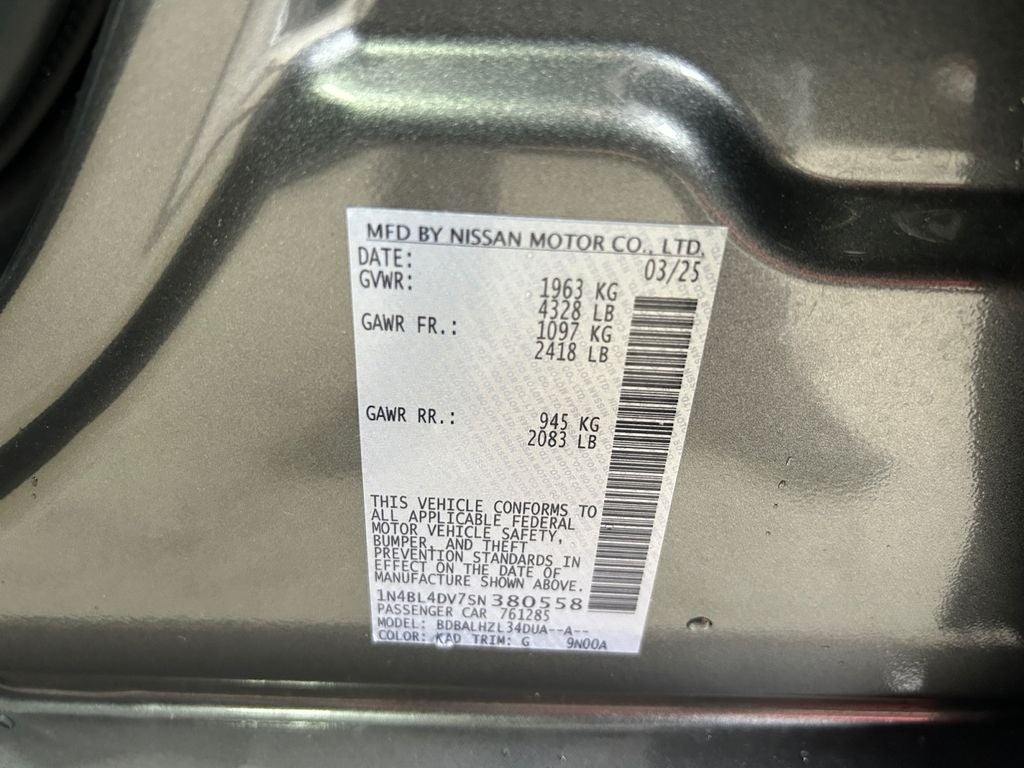 MFD BY NISSAN MOTOR CO., LTD.
DATE: 03/25
GVWR: 1963 KG
4328 LB
GAWR FR.: 1097 KG
2418 LB
GAWR RR.: 945 KG
2083 LB
THIS VEHICLE CONFORMS TO
ALL APPLICABLE FEDERAL
MOTOR VEHICLE SAFETY,
BUMPER, AND THEFT
PREVENTION STANDARDS IN
EFFECT ON THE DATE OF
MANUFACTURE SHOWN ABOVE.
1N4BL4DV7SN380558
PASSENGER CAR 761285
MODEL: BDBALHZL34DUA--A--
COLOR: KAD TRIM: G 9N00A